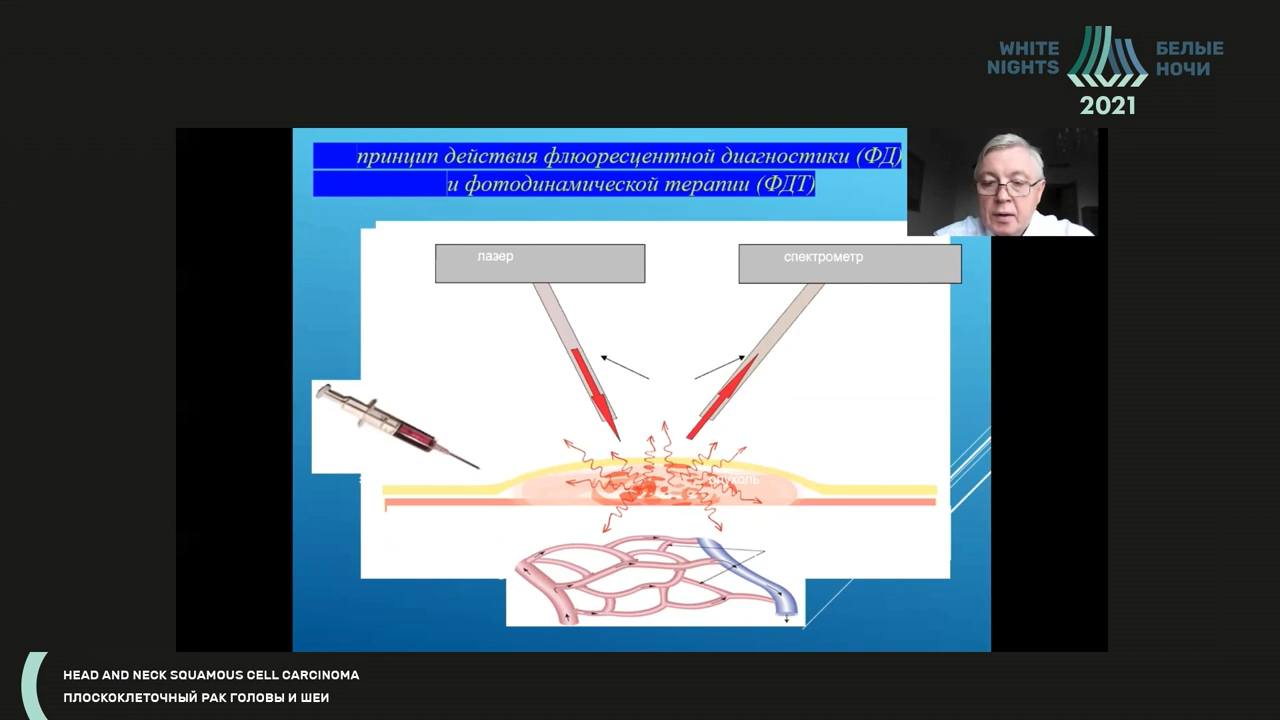 WHITE
NIGHTS
БЕЛЫЕ
НОЧИ
2021
принцип действия флюоресцентной диагностики (ФД)
и фотодинамической терапии (ФДТ)
лазер
спектрометр
HEAD AND NECK SQUAMOUS CELL CARCINOMA
ПЛОСКОКЛЕТОЧНЫЙ РАК ГОЛОВЫ И ШЕИ